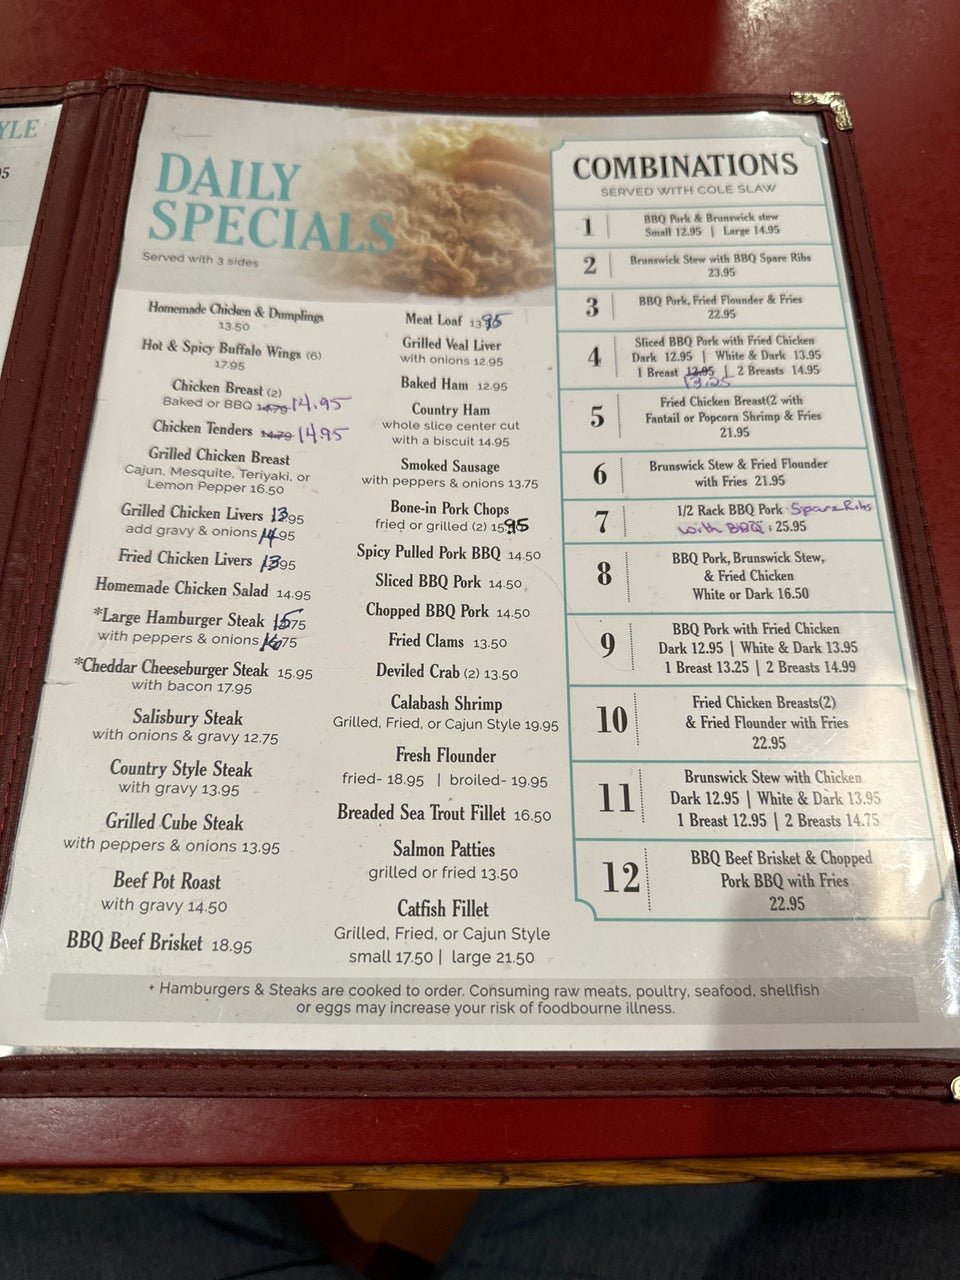 YLE
95
DAILY
SPECIALS
Served with 3 sides
Homemade Chicken & Dumplings
13.50
Hot & Spicy Buffalo Wings (6)
17.95
Chicken Breast (2)
Baked or BBQ 14.79 14.95
Chicken Tenders 14.79 14.95
Grilled Chicken Breast
Cajun, Mesquite, Teriyaki, or
Lemon Pepper 16.50
Grilled Chicken Livers 13.95
add gravy & onions 14.95
Fried Chicken Livers 13.95
Homemade Chicken Salad 14.95
*Large Hamburger Steak 15.75
with peppers & onions 16.75
*Cheddar Cheeseburger Steak 15.95
with bacon 17.95
Salisbury Steak
with onions & gravy 12.75
Country Style Steak
with gravy 13.95
Grilled Cube Steak
with peppers & onions 13.95
Beef Pot Roast
with gravy 14.50
BBQ Beef Brisket 18.95
Meat Loaf 13.95
Grilled Veal Liver
with onions 12.95
Baked Ham 12.95
Country Ham
whole slice center cut
with a biscuit 14.95
Smoked Sausage
with peppers & onions 13.75
Bone-in Pork Chops
fried or grilled (2) 15.95
Spicy Pulled Pork BBQ 14.50
Sliced BBQ Pork 14.50
Chopped BBQ Pork 14.50
Fried Clams 13.50
Deviled Crab (2) 13.50
Calabash Shrimp
Grilled, Fried, or Cajun Style 19.95
Fresh Flounder
fried- 18.95 | broiled- 19.95
Breaded Sea Trout Fillet 16.50
Salmon Patties
grilled or fried 13.50
Catfish Fillet
Grilled, Fried, or Cajun Style
small 17.50 | large 21.50
COMBINATIONS
SERVED WITH COLE SLAW
1 BBQ Pork & Brunswick stew
Small 12.95 | Large 14.95
2 Brunswick Stew with BBQ Spare Ribs
23.95
3 BBQ Pork, Fried Flounder & Fries
22.95
4 Sliced BBQ Pork with Fried Chicken
Dark 12.95 | White & Dark 13.95
1 Breast 12.95 | 2 Breasts 14.95
13.25
5 Fried Chicken Breast(2 with
Fantail or Popcorn Shrimp & Fries
21.95
6 Brunswick Stew & Fried Flounder
with Fries 21.95
7 1/2 Rack BBQ Pork Spare Ribs
with BBQ 25.95
8 BBQ Pork, Brunswick Stew,
& Fried Chicken
White or Dark 16.50
9 BBQ Pork with Fried Chicken
Dark 12.95 | White & Dark 13.95
1 Breast 13.25 | 2 Breasts 14.99
10 Fried Chicken Breasts(2)
& Fried Flounder with Fries
22.95
11 Brunswick Stew with Chicken
Dark 12.95 | White & Dark 13.95
1 Breast 12.95 | 2 Breasts 14.75
12 BBQ Beef Brisket & Chopped
Pork BBQ with Fries
22.95
+ Hamburgers & Steaks are cooked to order. Consuming raw meats, poultry, seafood, shellfish
or eggs may increase your risk of foodbourne illness.